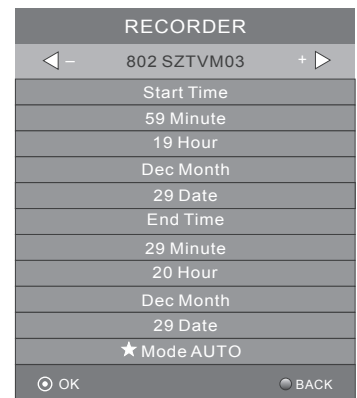 RECORDER
– 802 SZTVM03 +
Start Time
59 Minute
19 Hour
Dec Month
29 Date
End Time
29 Minute
20 Hour
Dec Month
29 Date
★ Mode AUTO
OK BACK